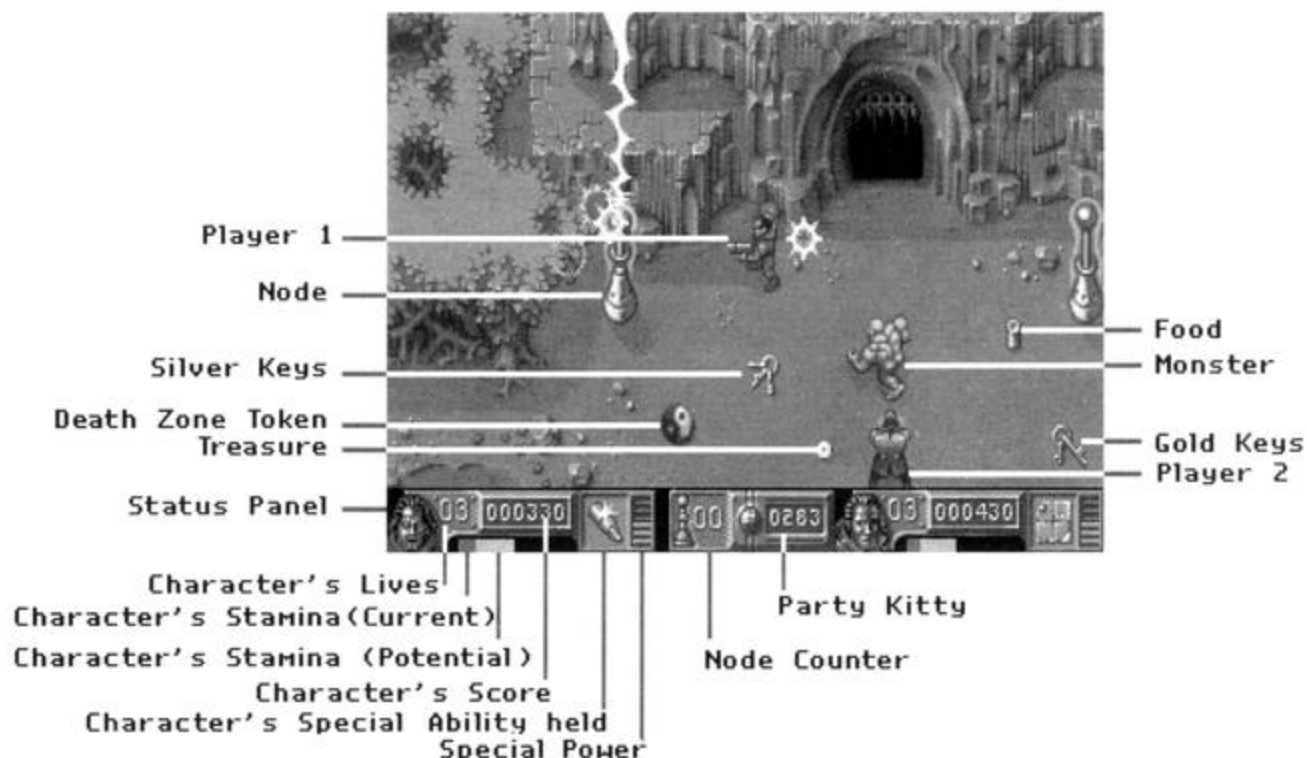 Player 1
Node
Food
Silver Keys
Monster
Death Zone Token
Treasure
Gold Keys
Player 2
Status Panel
03
000330
00
0263
03
000430
Character's Lives
Party Kitty
Character's Stamina(Current)
Character's Stamina (Potential)
Node Counter
Character's Score
Character's Special Ability held
Special Power